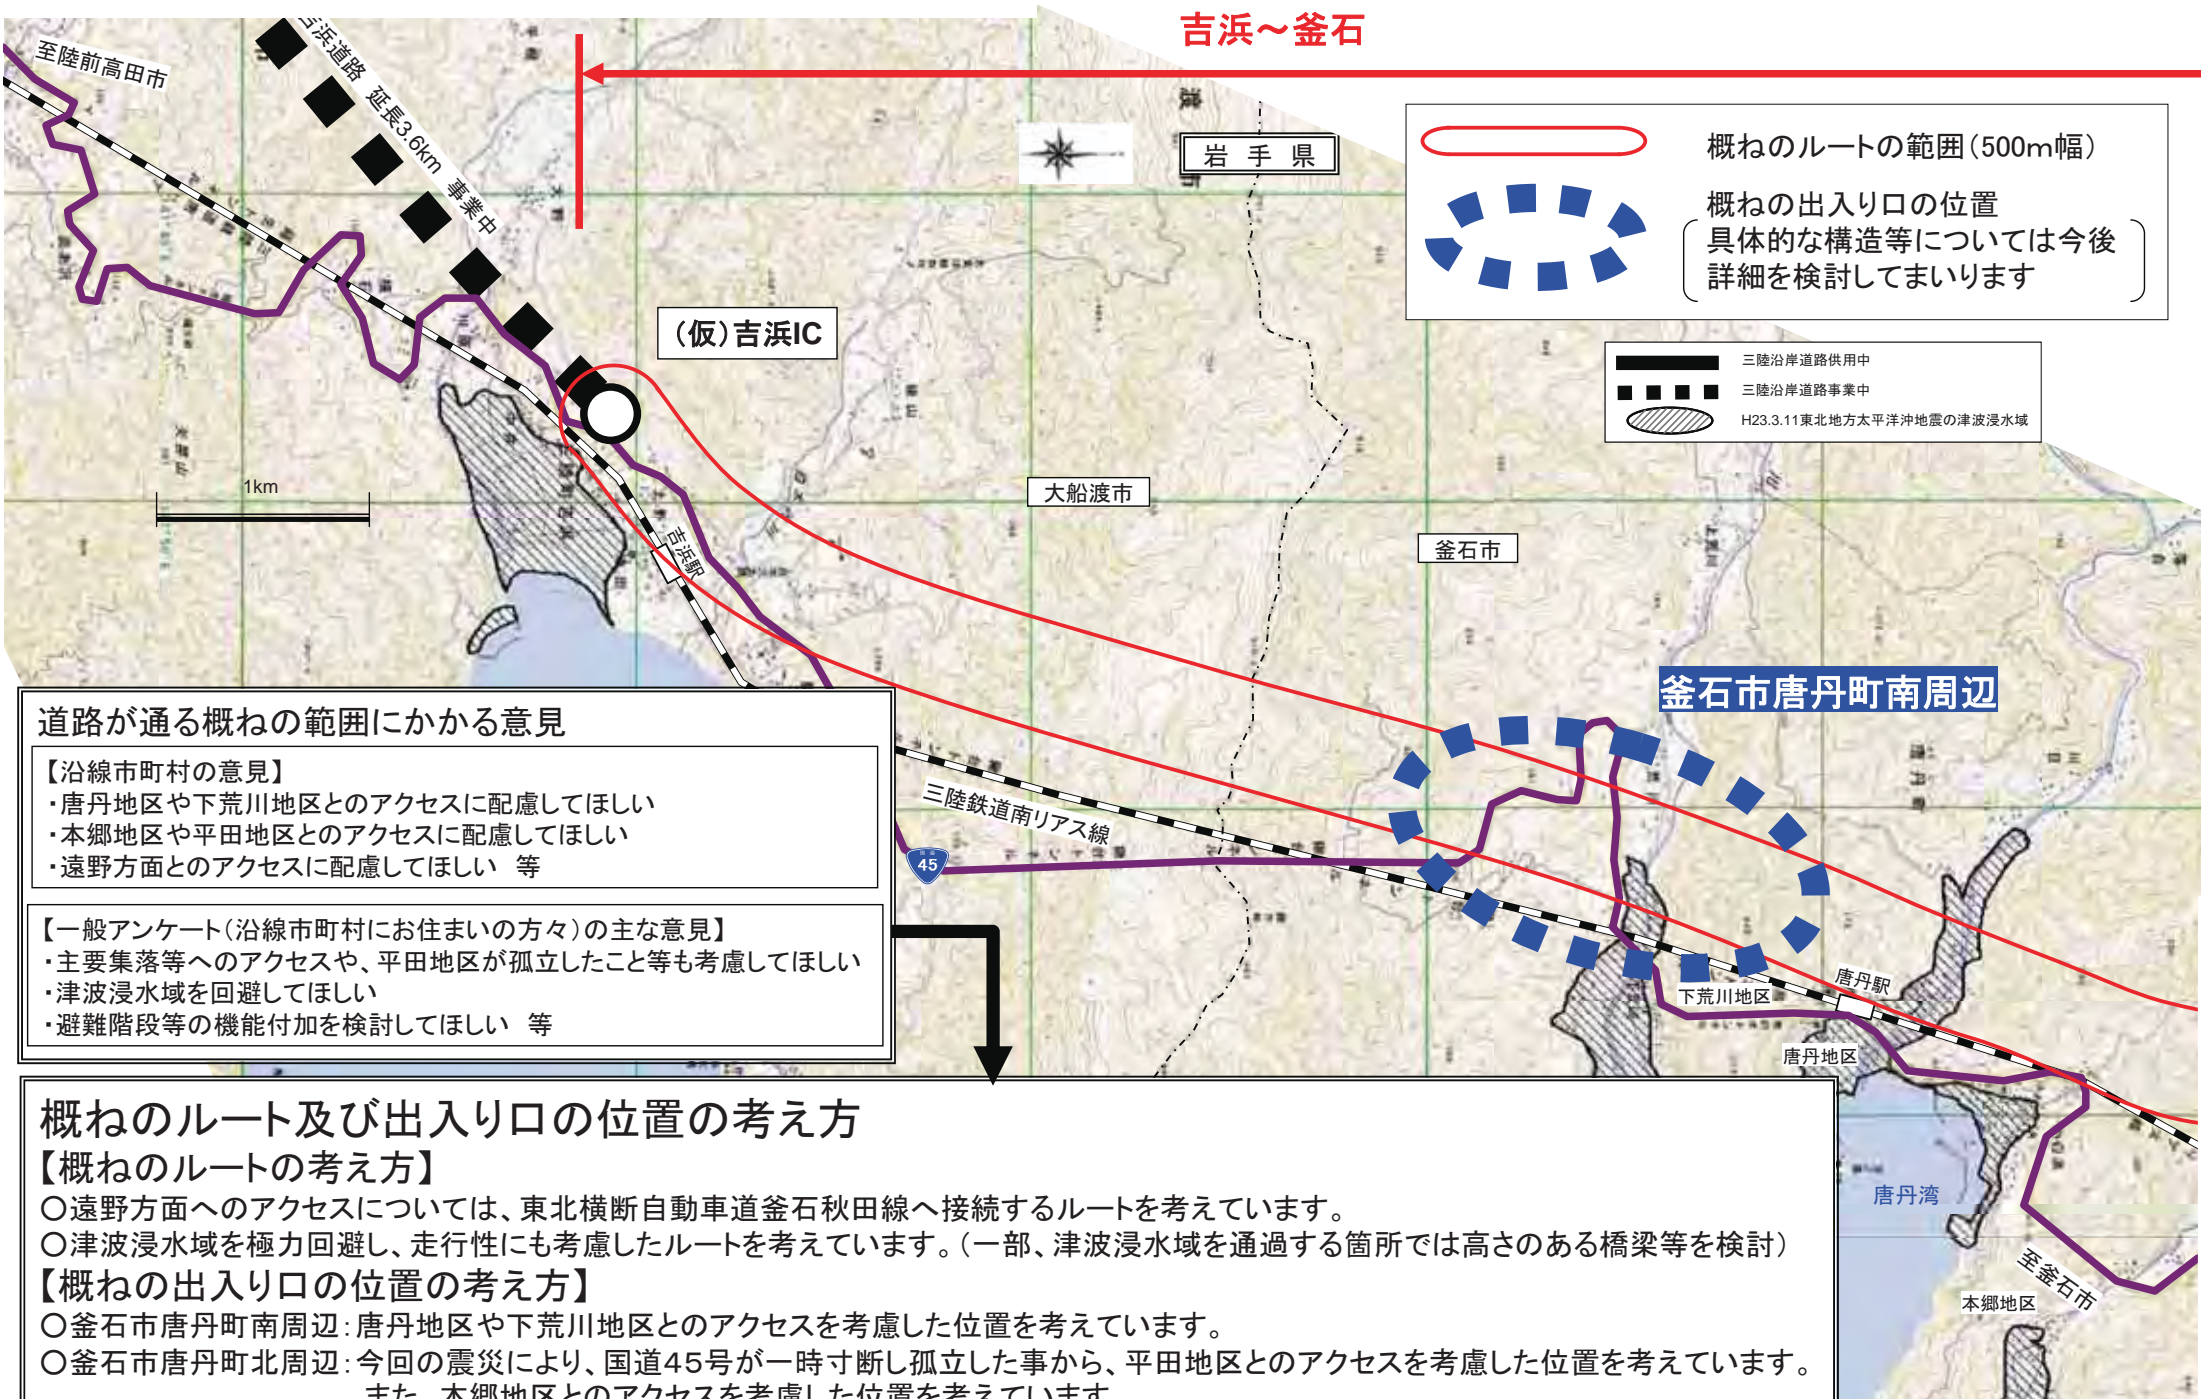 吉浜～釜石
至陸前高田市
吉浜道路 延長3.6km 事業中
岩手県
概ねのルートの範囲（500m幅）
概ねの出入り口の位置
具体的な構造等については今後
詳細を検討してまいります
（仮）吉浜IC
三陸沿岸道路供用中
三陸沿岸道路事業中
H23.3.11東北地方太平洋沖地震の津波浸水域
1km
大船渡市
釜石市
吉浜駅
釜石市唐丹町南周辺
三陸鉄道南リアス線
45
唐丹駅
下荒川地区
唐丹地区
唐丹湾
至釜石市
本郷地区
道路が通る概ねの範囲にかかる意見
【沿線市町村の意見】
・唐丹地区や下荒川地区とのアクセスに配慮してほしい
・本郷地区や平田地区とのアクセスに配慮してほしい
・遠野方面とのアクセスに配慮してほしい 等
【一般アンケート（沿線市町村にお住まいの方々）の主な意見】
・主要集落等へのアクセスや、平田地区が孤立したこと等も考慮してほしい
・津波浸水域を回避してほしい
・避難階段等の機能付加を検討してほしい 等
概ねのルート及び出入り口の位置の考え方
【概ねのルートの考え方】
○遠野方面へのアクセスについては、東北横断自動車道釜石秋田線へ接続するルートを考えています。
○津波浸水域を極力回避し、走行性にも考慮したルートを考えています。（一部、津波浸水域を通過する箇所では高さのある橋梁等を検討）
【概ねの出入り口の位置の考え方】
○釜石市唐丹町南周辺：唐丹地区や下荒川地区とのアクセスを考慮した位置を考えています。
○釜石市唐丹町北周辺：今回の震災により、国道45号が一時寸断し孤立した事から、平田地区とのアクセスを考慮した位置を考えています。
また、本郷地区とのアクセスを考慮した位置を考えています。